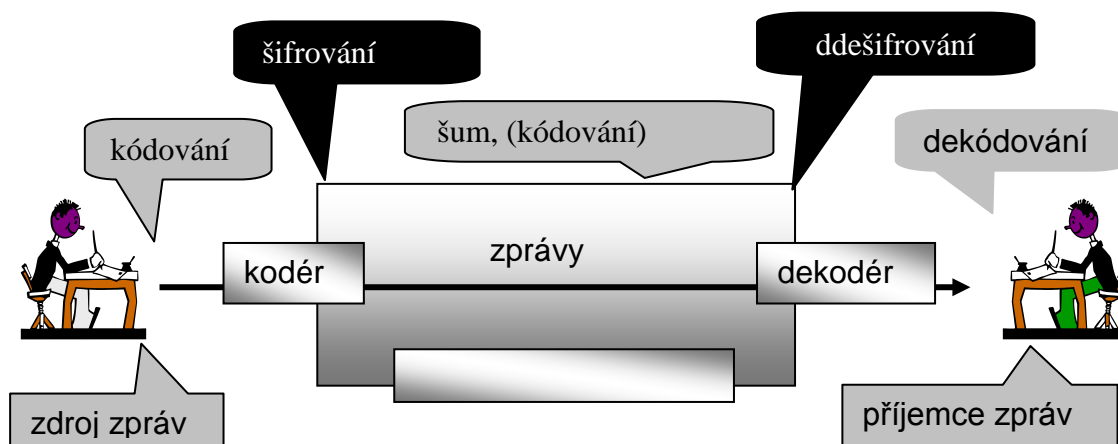 šifrování
ddešifrování
kódování
šum, (kódování)
dekódování
zprávy
kodér
dekodér
zdroj zpráv
příjemce zpráv